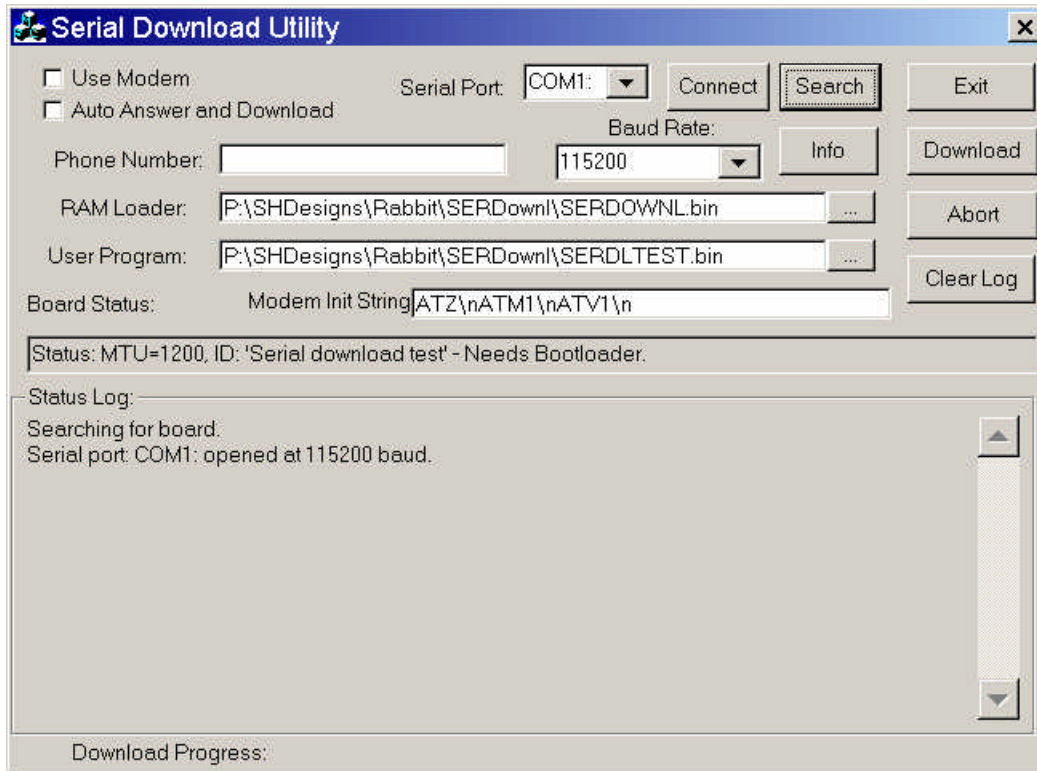 Serial Download Utility
Use Modem
Auto Answer and Download
Serial Port:
COM1:
Connect
Search
Exit
Baud Rate:
Phone Number:
115200
Info
Download
RAM Loader:
P:\SHDesigns\Rabbit\SERDownl\SERDOWNL.bin
...
Abort
User Program:
P:\SHDesigns\Rabbit\SERDownl\SERDLTEST.bin
...
Clear Log
Board Status:
Modem Init String
ATZ\nATM1\nATV1\n
Status: MTU=1200, ID: 'Serial download test' - Needs Bootloader.
Status Log:
Searching for board.
Serial port: COM1: opened at 115200 baud.
Download Progress: